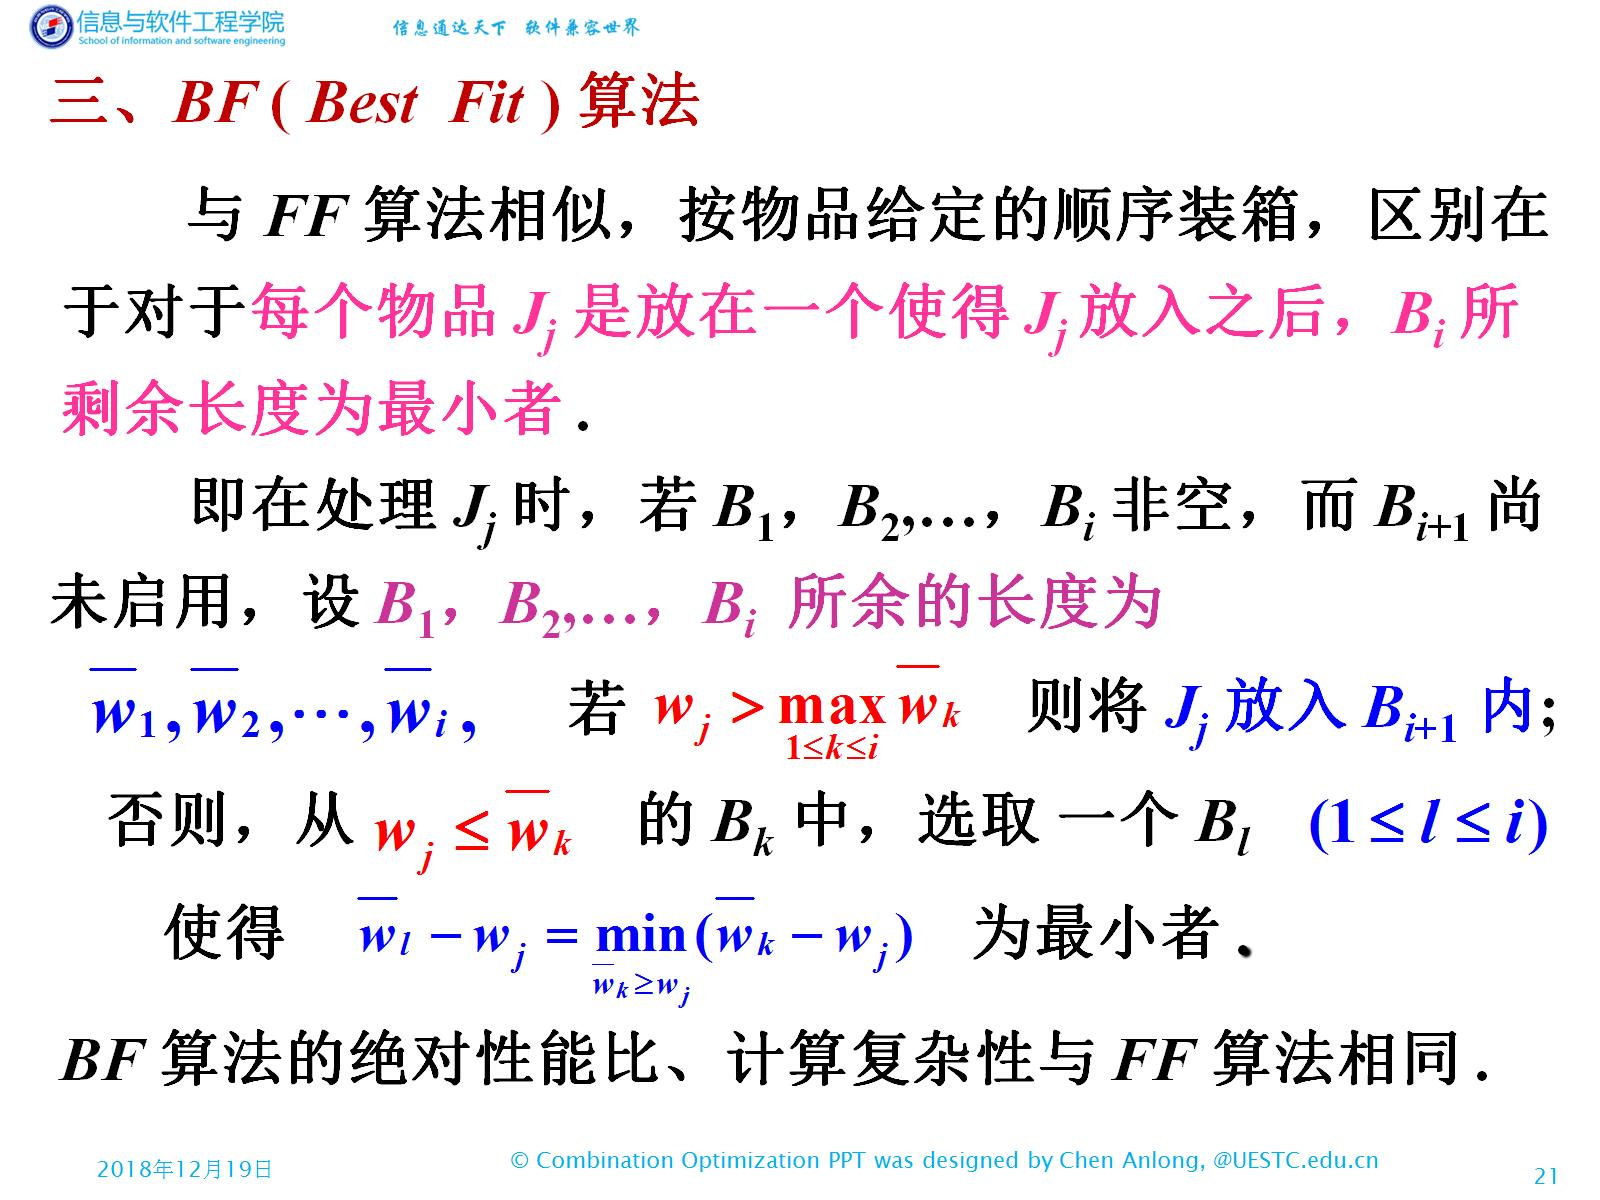 信息与软件工程学院
School of information and software engineering
信息通达天下 软件兼容世界
三、BF ( Best Fit ) 算法
与 FF 算法相似，按物品给定的顺序装箱，区别在
于对于每个物品 Jj 是放在一个使得 Jj 放入之后，Bi 所
剩余长度为最小者 .
即在处理 Jj 时，若 B1，B2,…，Bi 非空，而 Bi+1 尚
未启用，设 B1，B2,…，Bi 所余的长度为
w̅1 , w̅2 , ⋯ , w̅i , 若 wj > max w̅k 则将 Jj 放入 Bi+1 内;
1≤k≤i
否则，从 wj ≤ w̅k 的 Bk 中，选取 一个 Bl (1 ≤ l ≤ i)
使得 w̅l − wj = min (w̅k − wj) 为最小者 .
w̅k ≥ wj
BF 算法的绝对性能比、计算复杂性与 FF 算法相同 .
2018年12月19日
© Combination Optimization PPT was designed by Chen Anlong, @UESTC.edu.cn
21